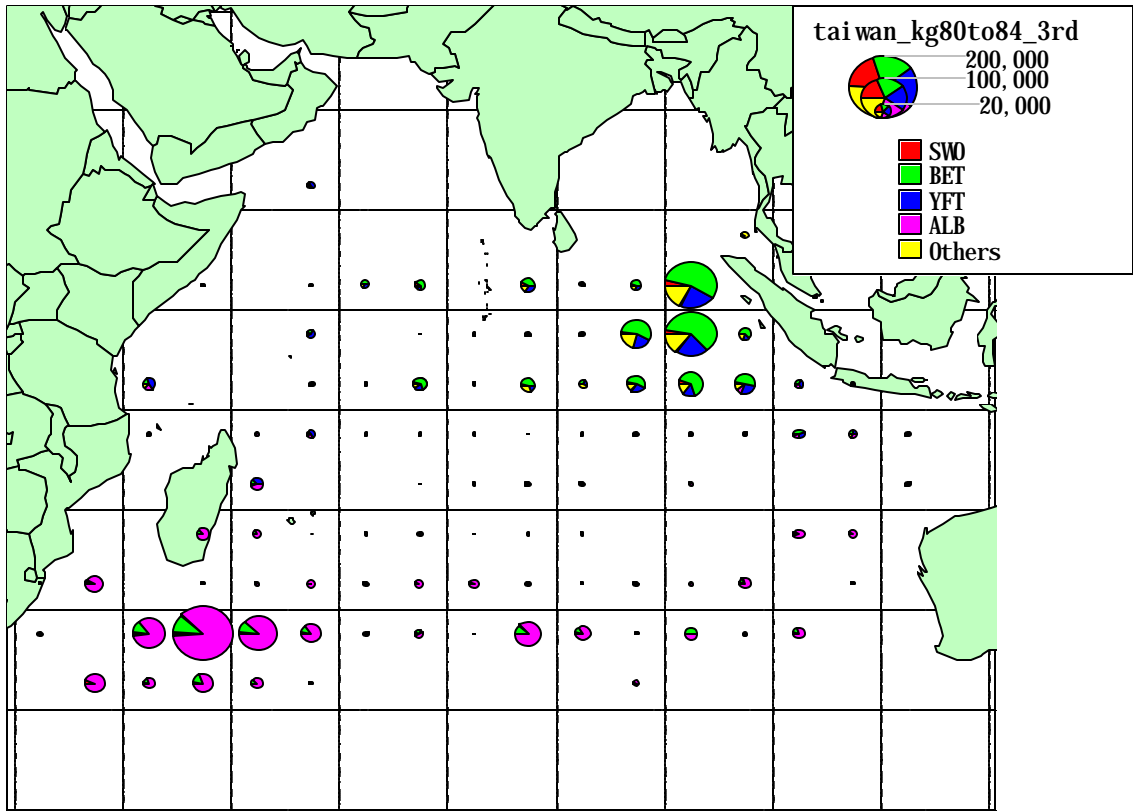 taiwan_kg80to84_3rd
200,000
100,000
20,000
SWO
BET
YFT
ALB
Others